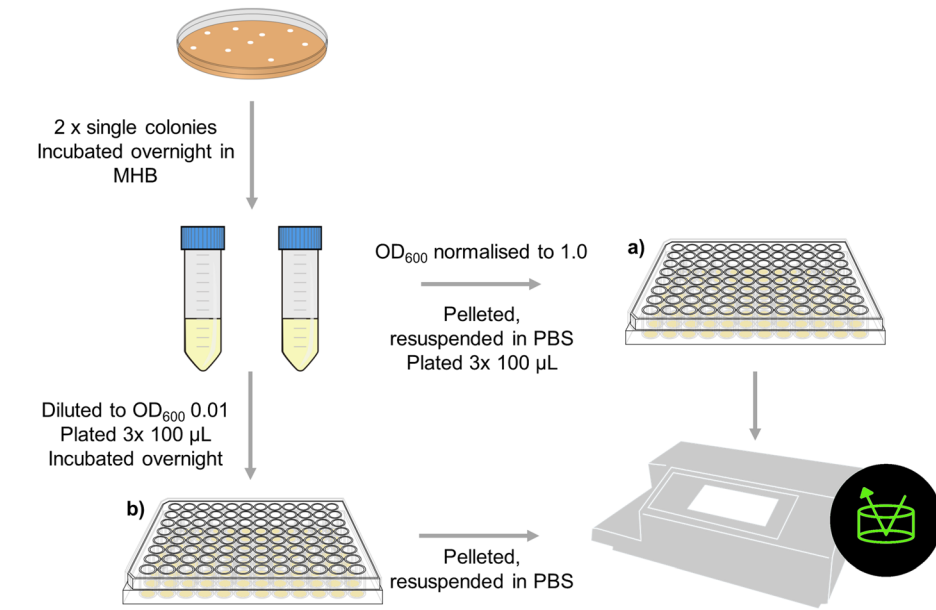 2 x single colonies
Incubated overnight in
MHB
OD₆₀₀ normalised to 1.0
a)
Pelleted,
resuspended in PBS
Plated 3x 100 µL
Diluted to OD₆₀₀ 0.01
Plated 3x 100 µL
Incubated overnight
b)
Pelleted,
resuspended in PBS